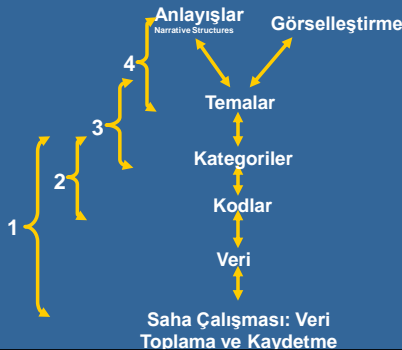 Anlayışlar
Narrative Structures
Görselleştirme
4
Temalar
3
Kategoriler
2
Kodlar
1
Veri
Saha Çalışması: Veri
Toplama ve Kaydetme